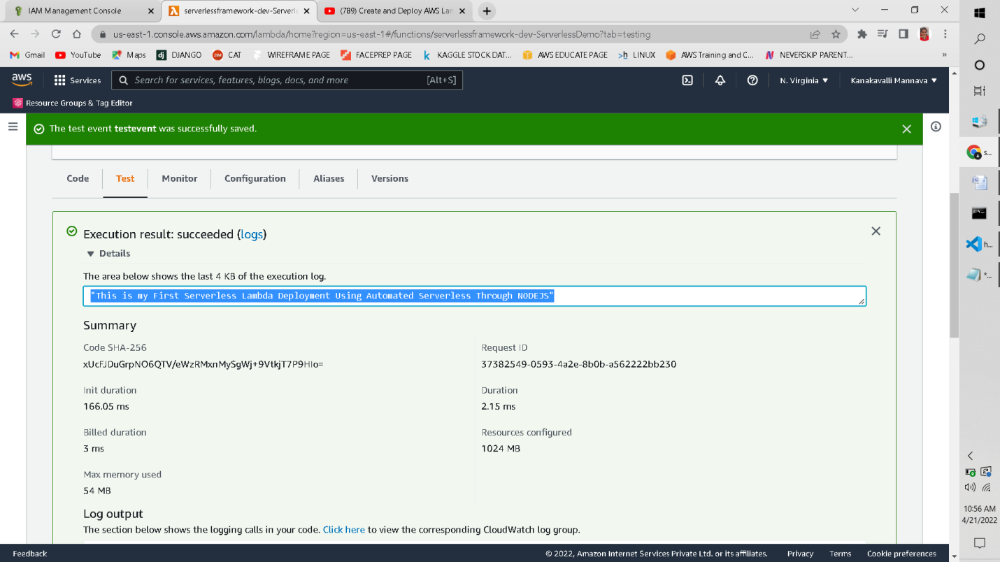 IAM Management Console
serverlessframework-dev-Serverle
(789) Create and Deploy AWS Lam
us-east-1.console.aws.amazon.com/lambda/home?region=us-east-1#/functions/serverlessframework-dev-ServerlessDemo?tab=testing
Gmail YouTube Maps DJANGO CAT WIREFRAME PAGE FACEPREP PAGE KAGGLE STOCK DAT... AWS EDUCATE PAGE LINUX AWS Training and C... NEVERSKIP PARENT... »
aws Services Search for services, features, blogs, docs, and more [Alt+S] N. Virginia ▼ Kanakavalli Mannava ▼
Resource Groups & Tag Editor
The test event testevent was successfully saved.
Code Test Monitor Configuration Aliases Versions
Execution result: succeeded (logs)
▼ Details
The area below shows the last 4 KB of the execution log.
"This is my First Serverless Lambda Deployment Using Automated Serverless Through NODEJS"
Summary
Code SHA-256
xUcFJDuGrpNO6QTV/eWzRMxnMySgWj+9VtkjT7P9HIo=
Request ID
37382549-0593-4a2e-8b0b-a562222bb230
Init duration
166.05 ms
Duration
2.15 ms
Billed duration
3 ms
Resources configured
1024 MB
Max memory used
54 MB
Log output
The section below shows the logging calls in your code. Click here to view the corresponding CloudWatch log group.
Feedback © 2022, Amazon Internet Services Private Ltd. or its affiliates. Privacy Terms Cookie preferences
s...
h...
*...
10:56 AM
4/21/2022